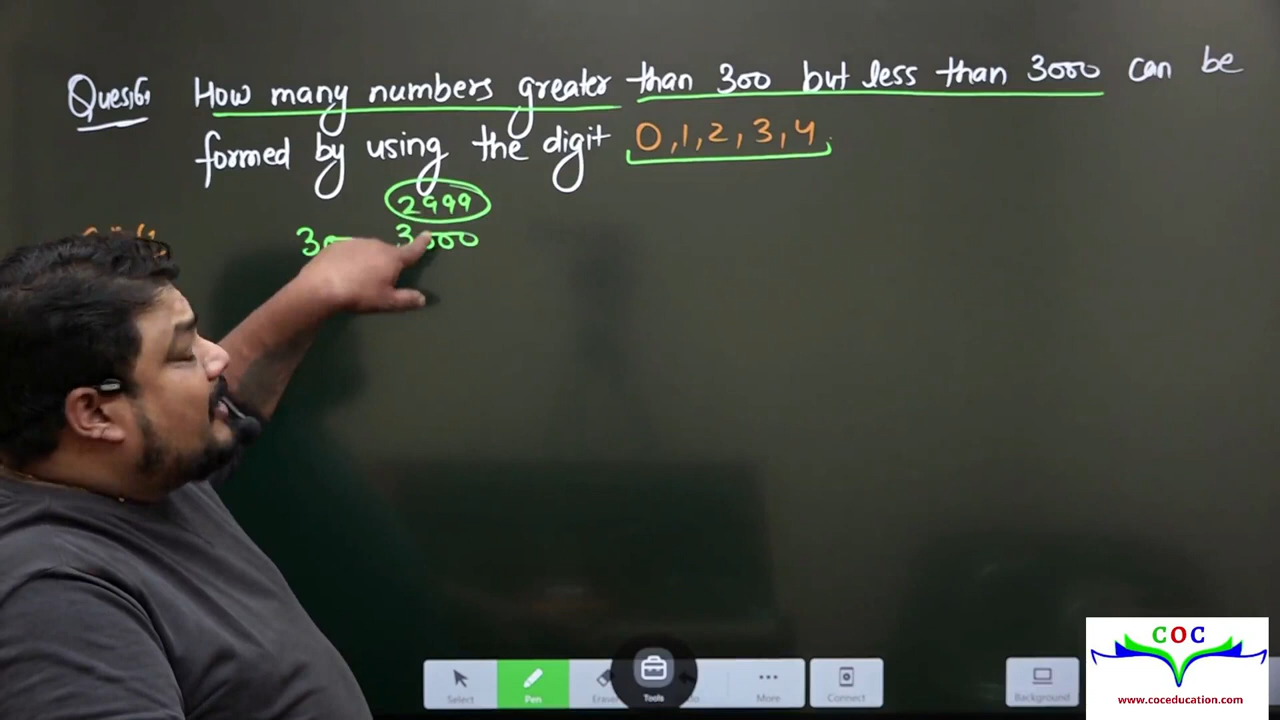 Ques6 How many numbers greater than 300 but less than 3000 can be
formed by using the digit 0, 1, 2, 3, 4
2999
3000
Select Pen Tools More Connect Background
COC
www.coceducation.com